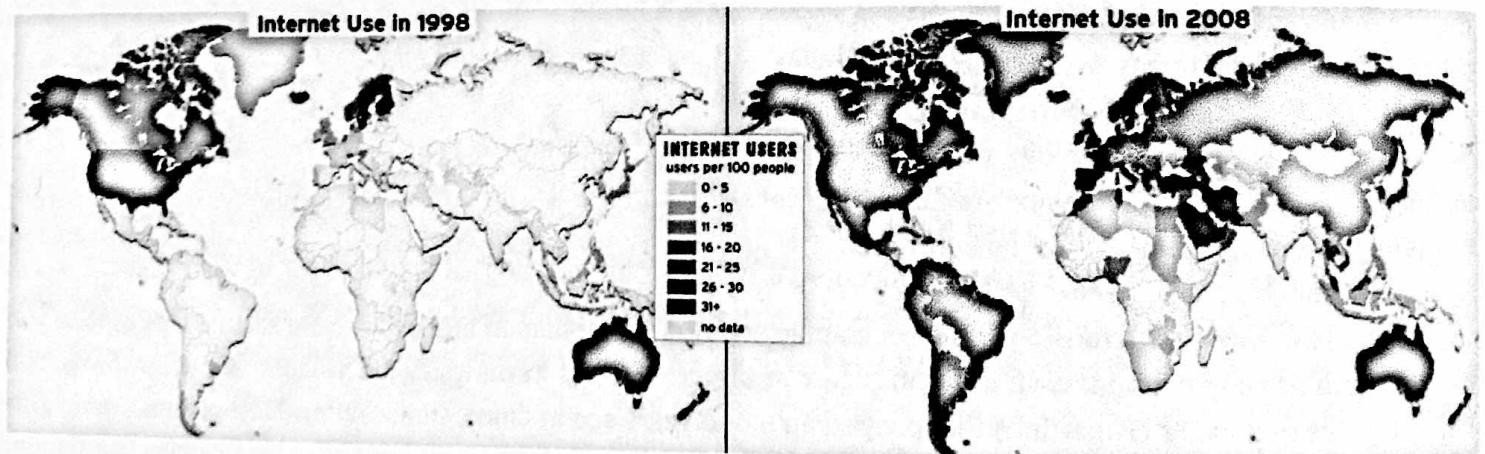 Internet Use in 1998
Internet Use in 2008
INTERNET USERS
users per 100 people
0 - 5
6 - 10
11 - 15
16 - 20
21 - 25
26 - 30
31+
no data